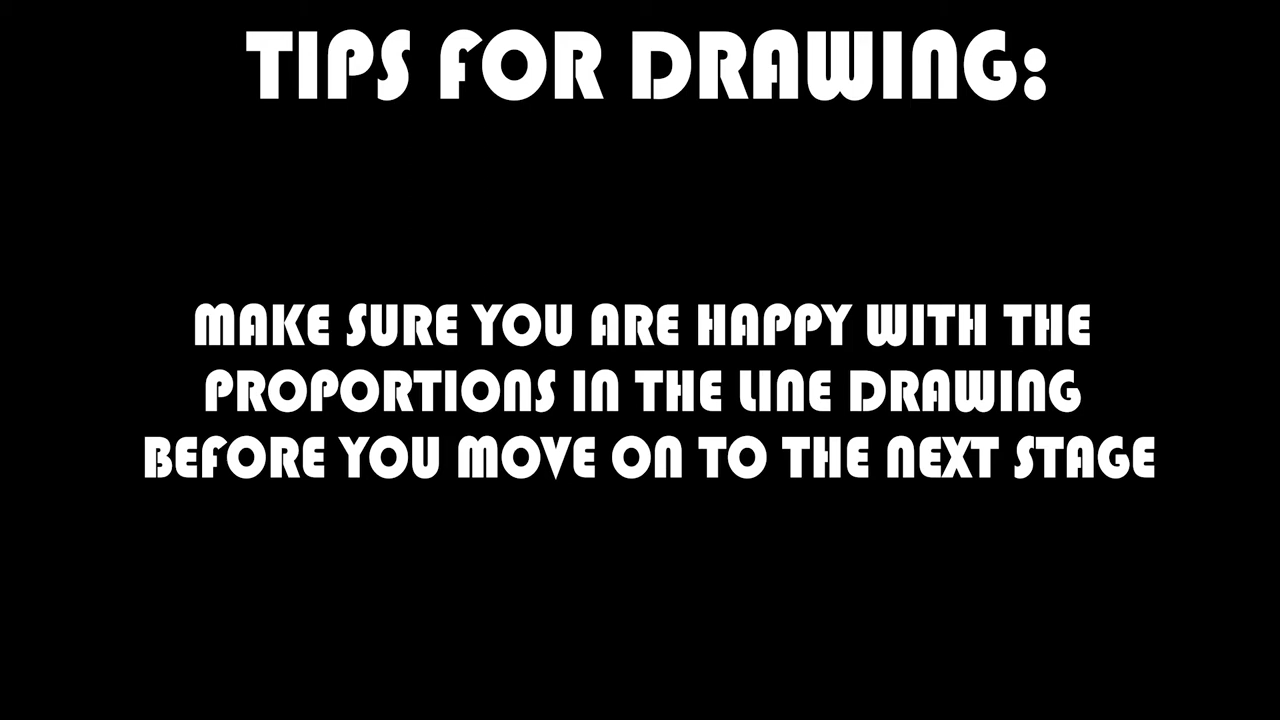 TIPS FOR DRAWING:
MAKE SURE YOU ARE HAPPY WITH THE
PROPORTIONS IN THE LINE DRAWING
BEFORE YOU MOVE ON TO THE NEXT STAGE